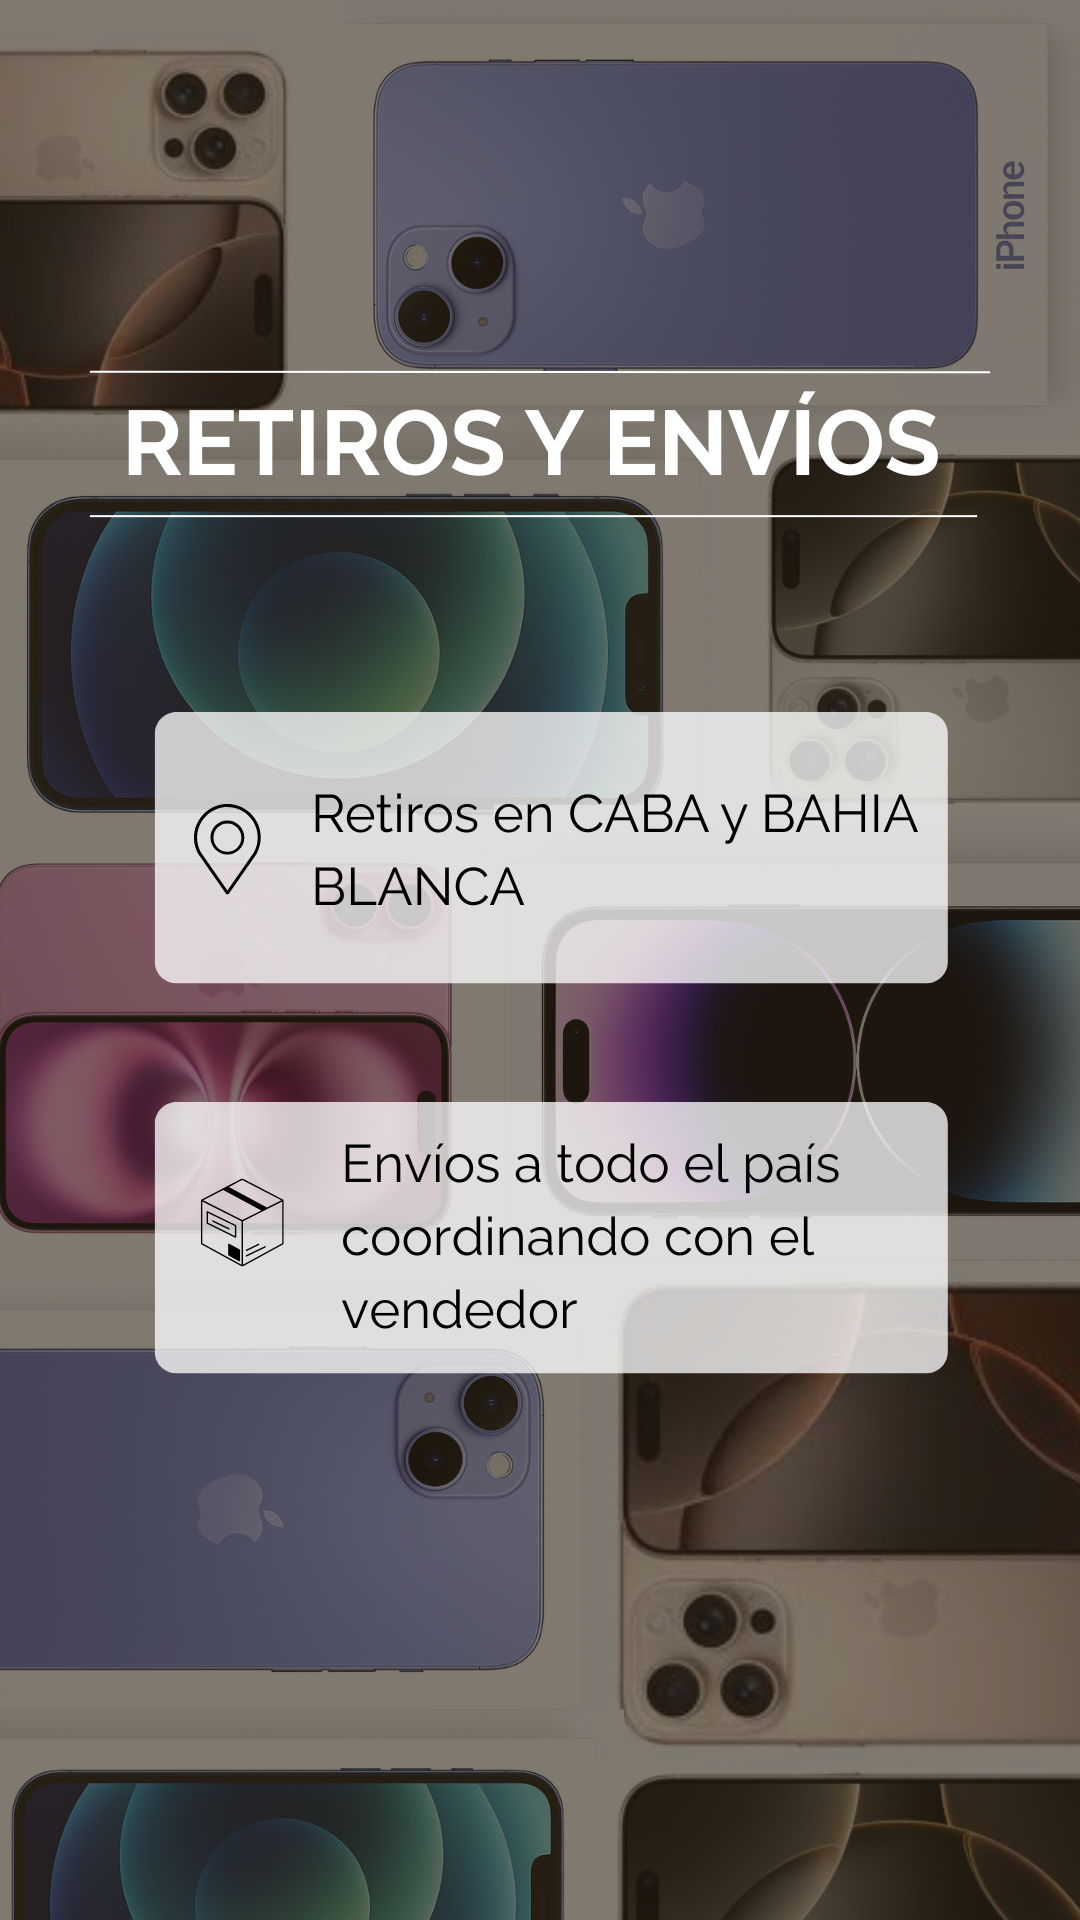 iPhone
RETIROS Y ENVÍOS
Retiros en CABA y BAHIA
BLANCA
Envíos a todo el país
coordinando con el
vendedor